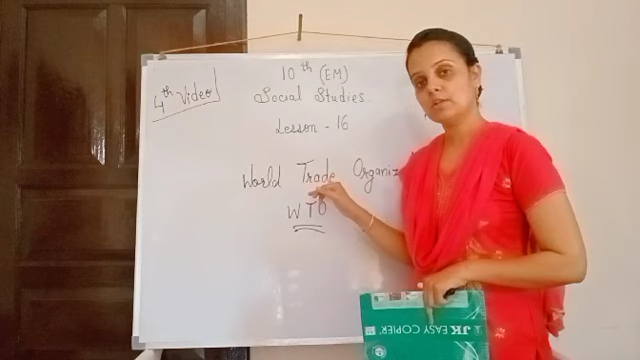 4th Video
10th (EM)
Social Studies.
Lesson - 16
World Trade Organiz
WTO
JK EASY COPIER